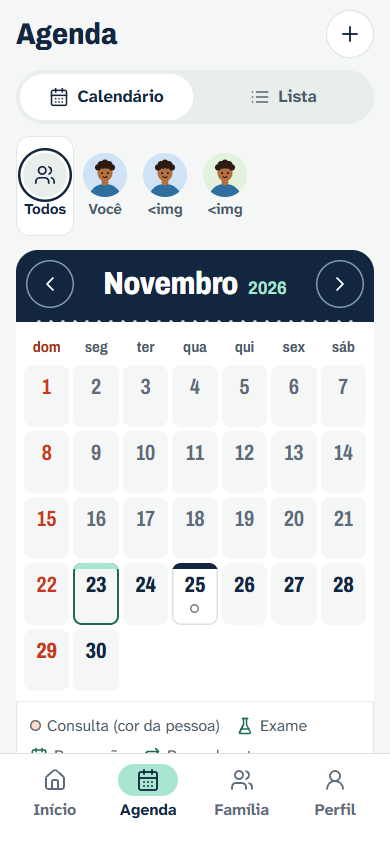 Agenda
Calendário
Lista
Todos
Você
<img
<img
Novembro 2026
dom seg ter qua qui sex sáb
1 2 3 4 5 6 7
8 9 10 11 12 13 14
15 16 17 18 19 20 21
22 23 24 25 26 27 28
29 30
Consulta (cor da pessoa) Exame
Início
Agenda
Família
Perfil